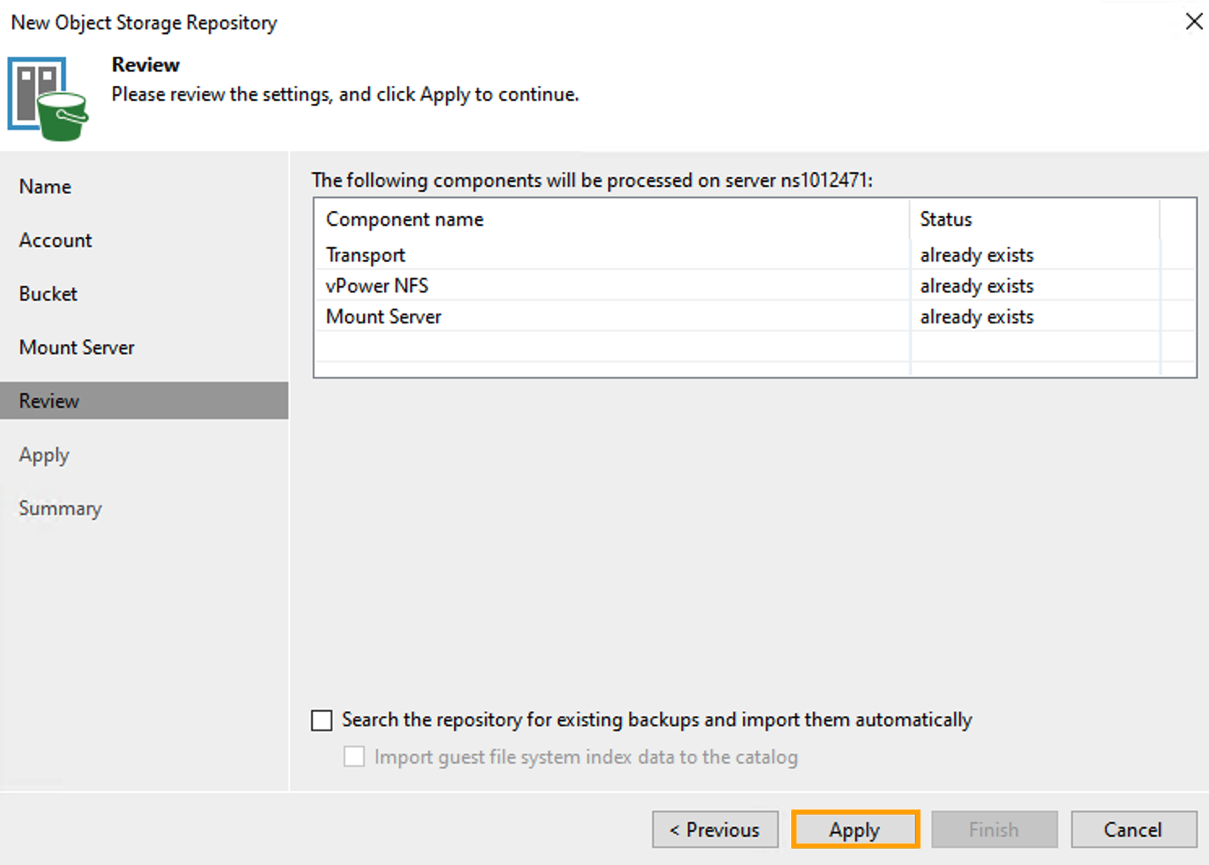 New Object Storage Repository
Review
Please review the settings, and click Apply to continue.
Name
Account
Bucket
Mount Server
Review
Apply
Summary
The following components will be processed on server ns1012471:
Component name Status
Transport already exists
vPower NFS already exists
Mount Server already exists
Search the repository for existing backups and import them automatically
Import guest file system index data to the catalog
< Previous Apply Finish Cancel